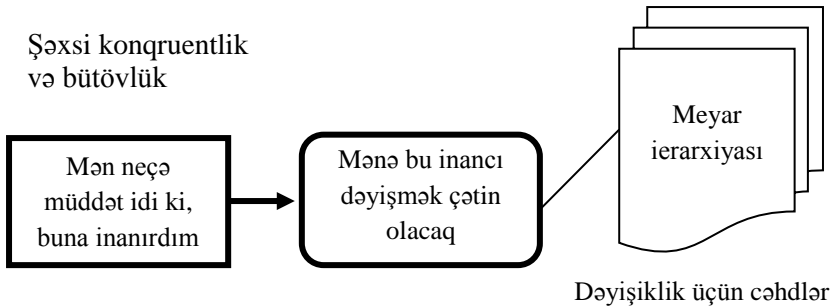 Şəxsi konqruentlik
və bütövlük
Mən neçə
müddət idi ki,
buna inanırdım
Mənə bu inancı
dəyişmək çətin
olacaq
Meyar
ierarxiyası
Dəyişiklik üçün cəhdlər